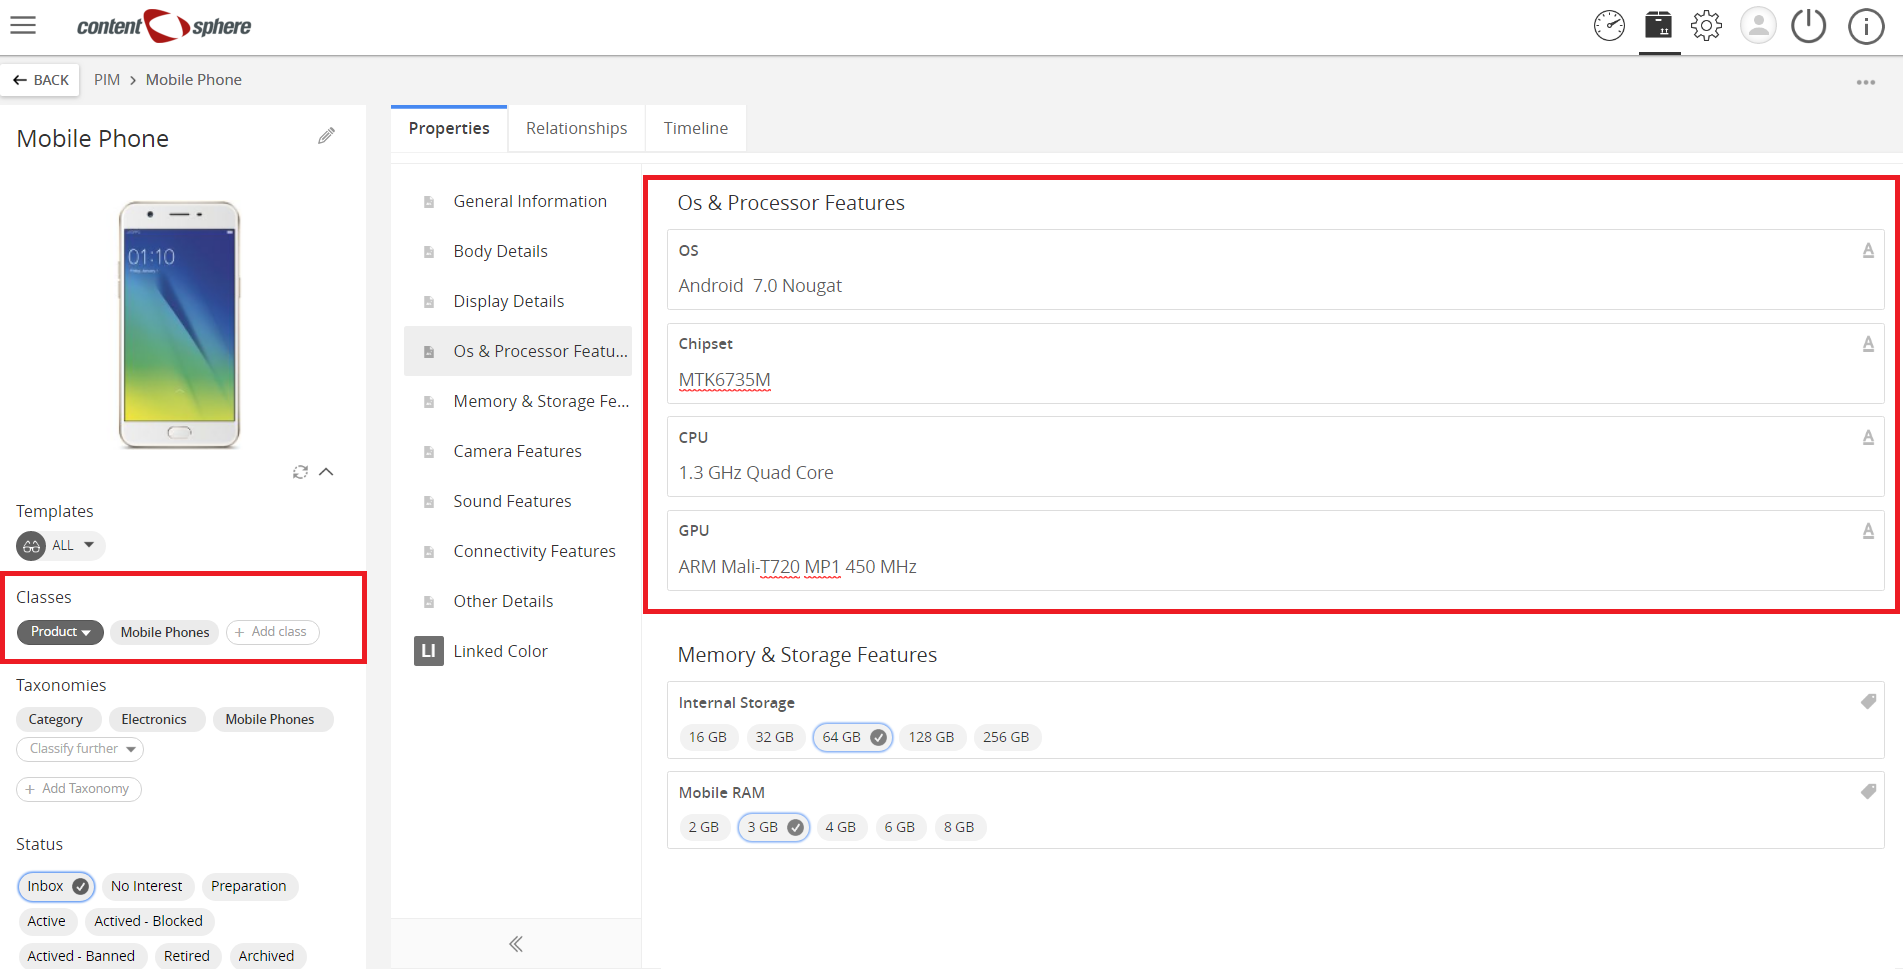 content sphere
BACK PIM > Mobile Phone
Mobile Phone
01:10
Templates
ALL
Classes
Product
Mobile Phones
+ Add class
Taxonomies
Category
Electronics
Mobile Phones
Classify further
+ Add Taxonomy
Status
Inbox
No Interest
Preparation
Active
Actived - Blocked
Actived - Banned
Retired
Archived
Properties
Relationships
Timeline
General Information
Body Details
Display Details
Os & Processor Featu...
Memory & Storage Fe...
Camera Features
Sound Features
Connectivity Features
Other Details
LI Linked Color
Os & Processor Features
OS
Android  7.0 Nougat
Chipset
MTK6735M
CPU
1.3 GHz Quad Core
GPU
ARM Mali-T720 MP1 450 MHz
Memory & Storage Features
Internal Storage
16 GB
32 GB
64 GB
128 GB
256 GB
Mobile RAM
2 GB
3 GB
4 GB
6 GB
8 GB